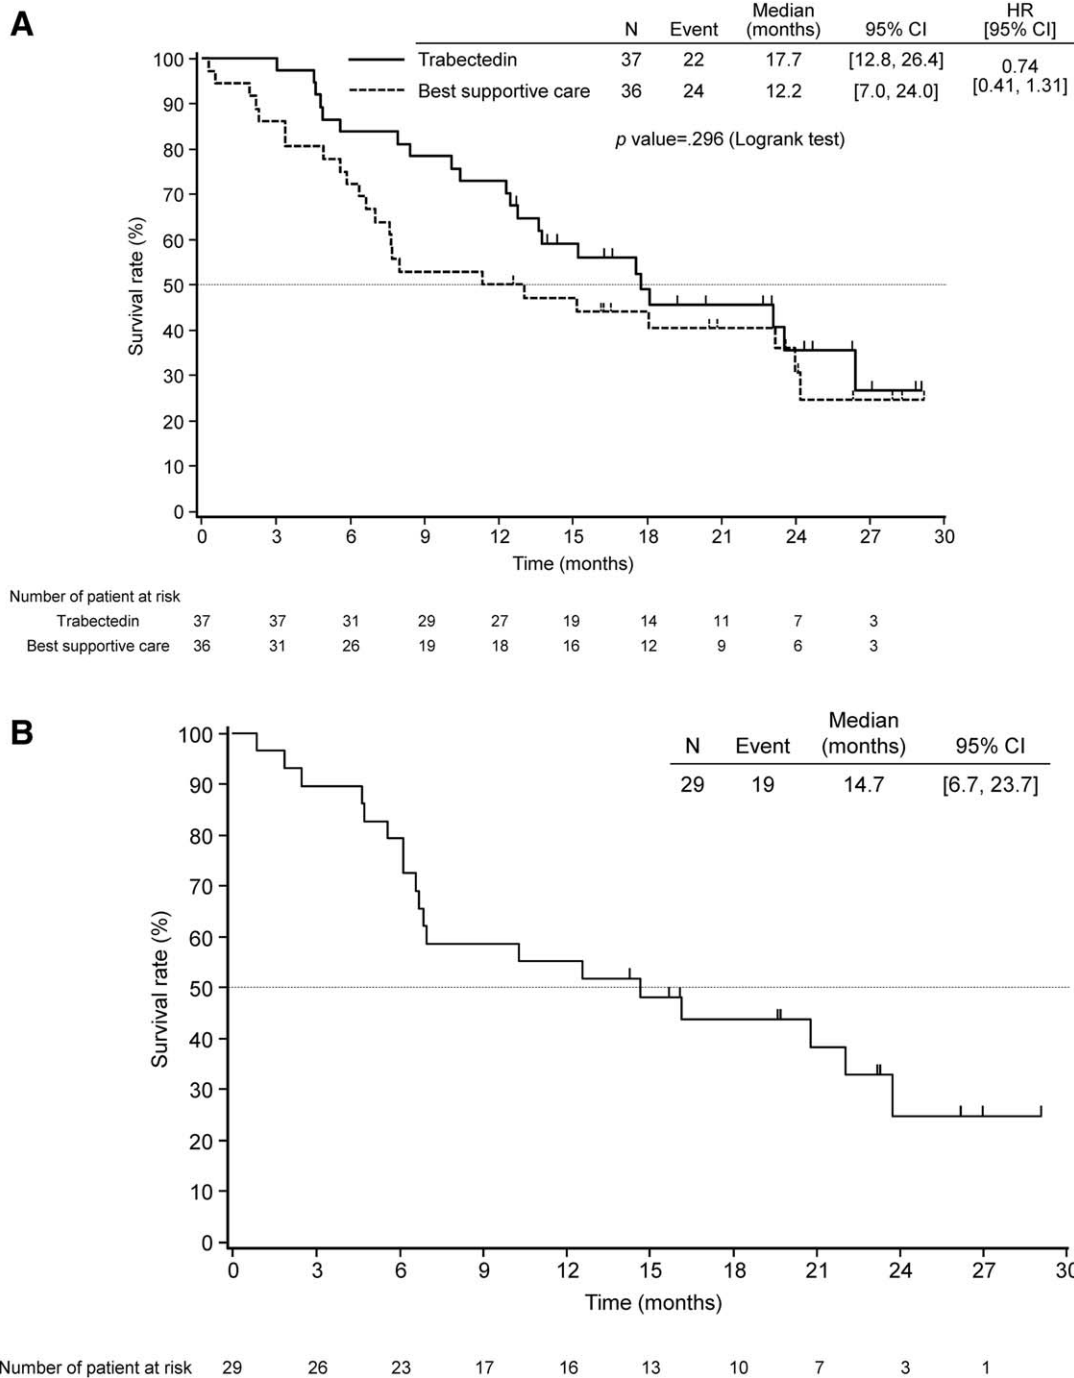 A
Median HR
N Event (months) 95% CI [95% CI]
Trabectedin 37 22 17.7 [12.8, 26.4] 0.74
Best supportive care 36 24 12.2 [7.0, 24.0] [0.41, 1.31]
p value=.296 (Logrank test)
Survival rate (%)
100
90
80
70
60
50
40
30
20
10
0
0 3 6 9 12 15 18 21 24 27 30
Time (months)
Number of patient at risk
Trabectedin 37 37 31 29 27 19 14 11 7 3
Best supportive care 36 31 26 19 18 16 12 9 6 3
B
Median
N Event (months) 95% CI
29 19 14.7 [6.7, 23.7]
Survival rate (%)
100
90
80
70
60
50
40
30
20
10
0
0 3 6 9 12 15 18 21 24 27 30
Time (months)
Number of patient at risk 29 26 23 17 16 13 10 7 3 1